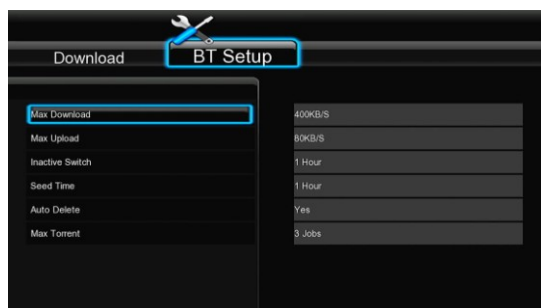 Download
BT Setup
Max Download
400KB/S
Max Upload
80KB/S
Inactive Switch
1 Hour
Seed Time
1 Hour
Auto Delete
Yes
Max Torrent
3 Jobs